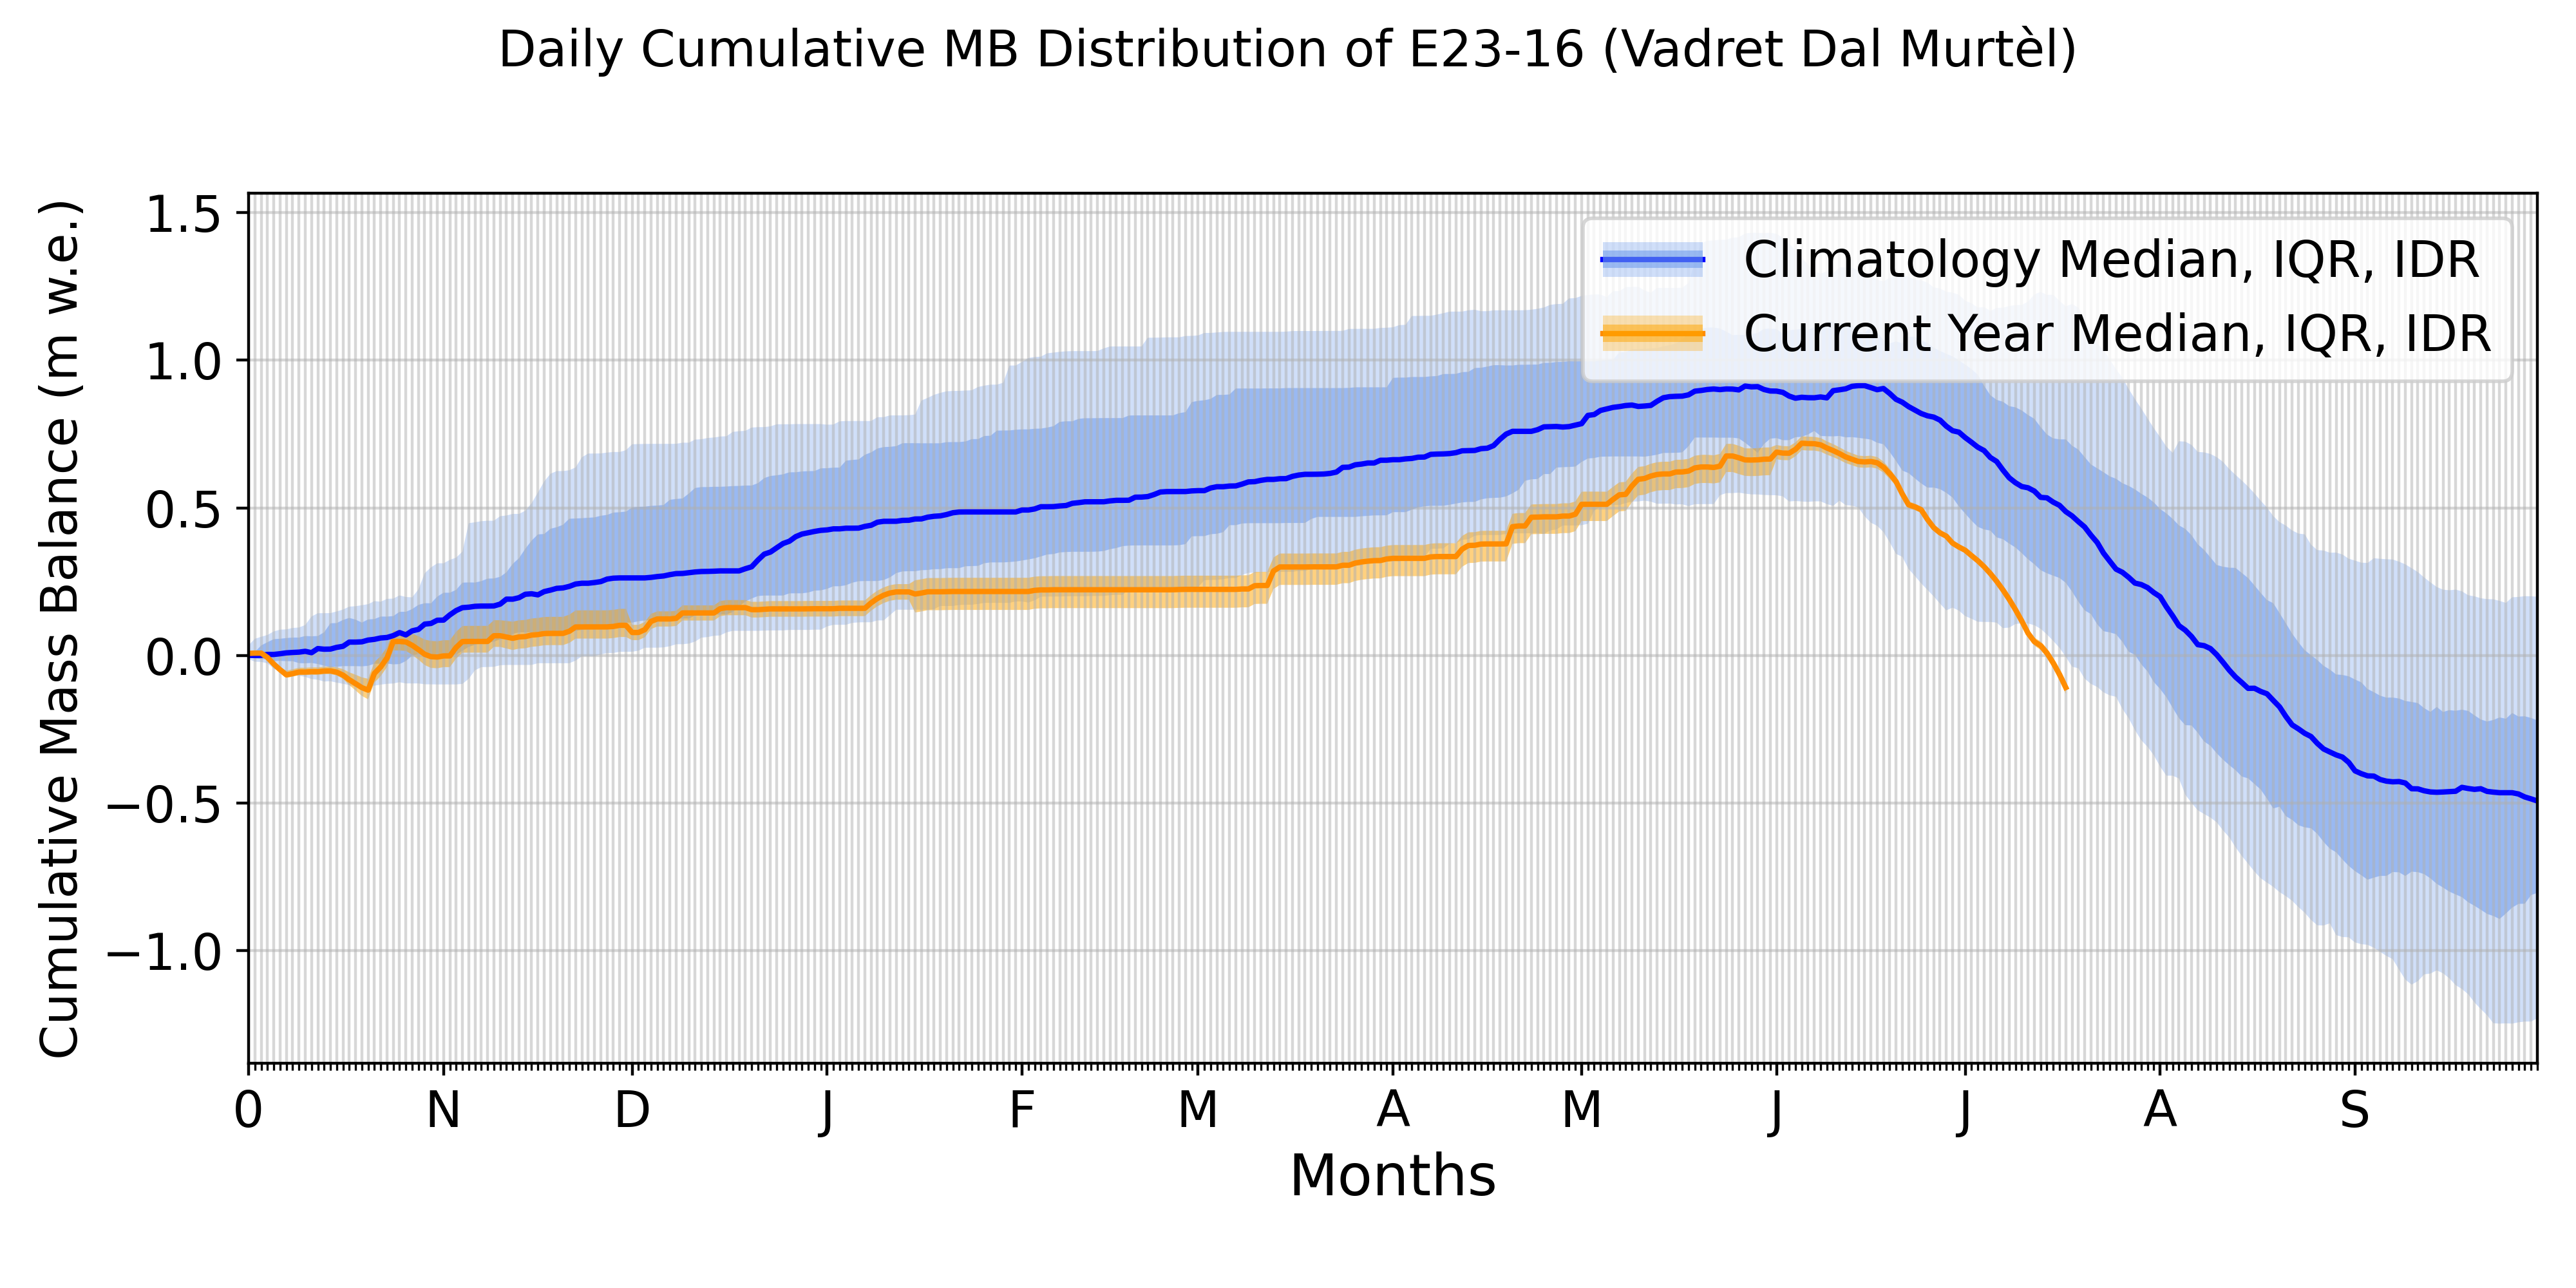 Daily Cumulative MB Distribution of E23-16 (Vadret Dal Murtèl)
Cumulative Mass Balance (m w.e.)
1.5
1.0
0.5
0.0
−0.5
−1.0
Climatology Median, IQR, IDR
Current Year Median, IQR, IDR
0 N D J F M A M J J A S
Months